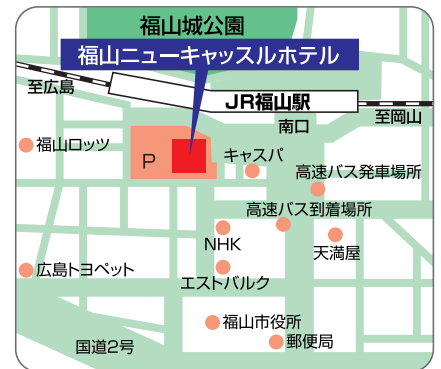 福山城公園
福山ニューキャッスルホテル
至広島
JR福山駅
至岡山
南口
福山ロッツ
P
キャスパ
高速バス発車場所
高速バス到着場所
NHK
天満屋
広島トヨペット
エストパルク
福山市役所
国道2号
郵便局